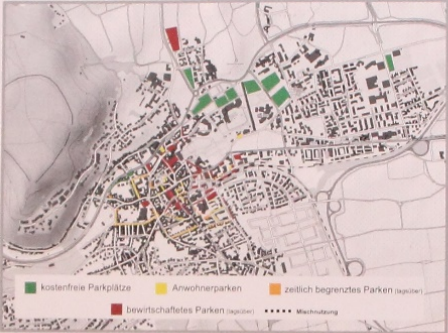 kostenfreie Parkplätze Anwohnerparken zeitlich begrenztes Parken (tagsüber)
bewirtschaftetes Parken (tagsüber) Mischnutzung